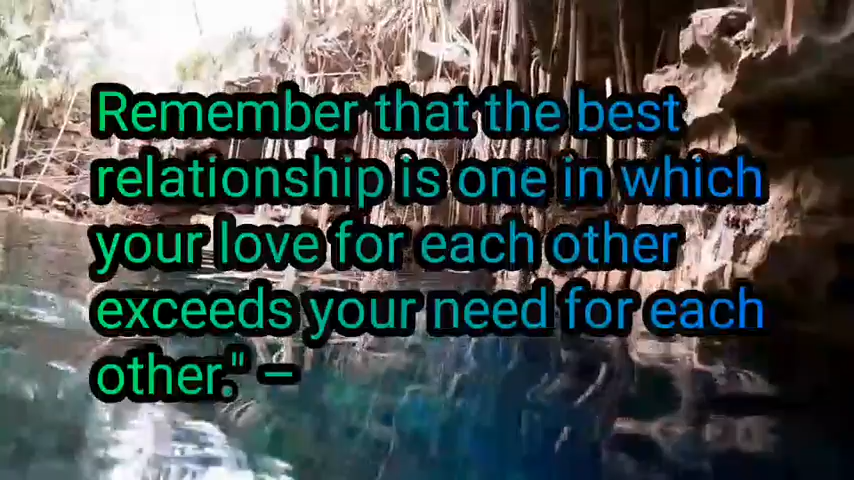 Remember that the best
relationship is one in which
your love for each other
exceeds your need for each
other." –